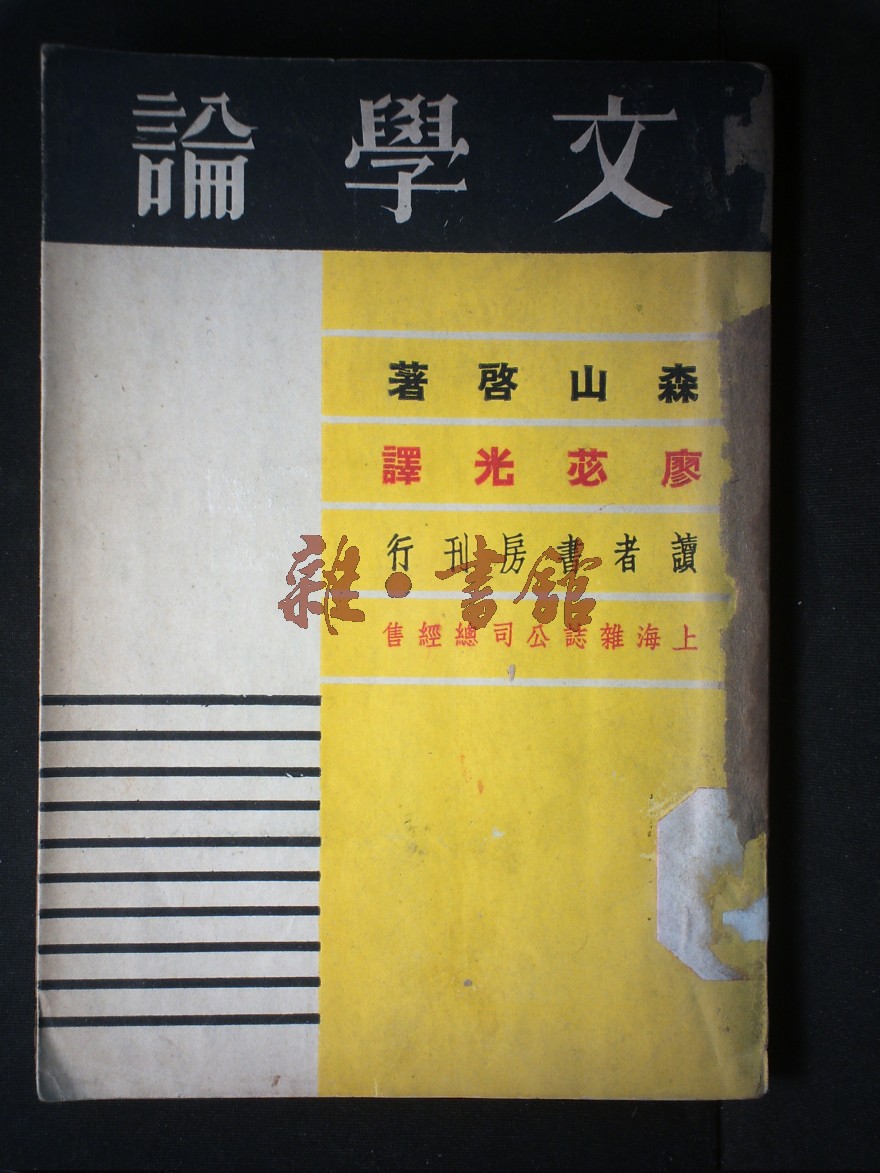 文學論
森山啓著
廖苾光譯
讀者書房刊行
上海雜誌公司總經售
雜·書館